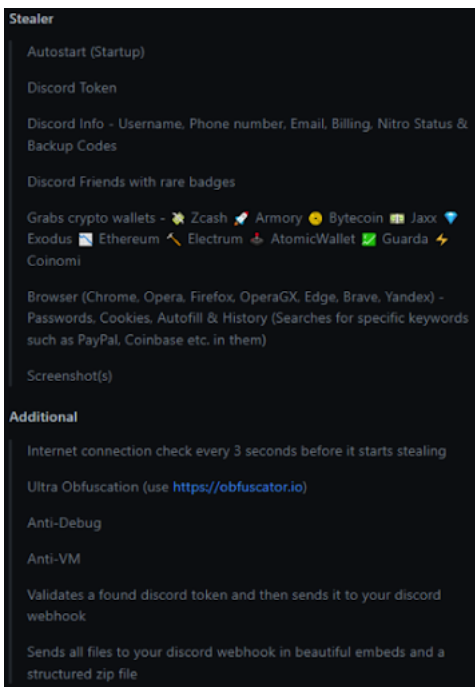 Stealer
Autostart (Startup)
Discord Token
Discord Info - Username, Phone number, Email, Billing, Nitro Status &
Backup Codes
Discord Friends with rare badges
Grabs crypto wallets - Zcash 🚀 Armory Bytecoin Jaxx 💎
Exodus 📉 Ethereum 🔨 Electrum 🕹️ AtomicWallet 💹 Guarda ⚡
Coinomi
Browser (Chrome, Opera, Firefox, OperaGX, Edge, Brave, Yandex) -
Passwords, Cookies, Autofill & History (Searches for specific keywords
such as PayPal, Coinbase etc. in them)
Screenshot(s)
Additional
Internet connection check every 3 seconds before it starts stealing
Ultra Obfuscation (use https://obfuscator.io)
Anti-Debug
Anti-VM
Validates a found discord token and then sends it to your discord
webhook
Sends all files to your discord webhook in beautiful embeds and a
structured zip file